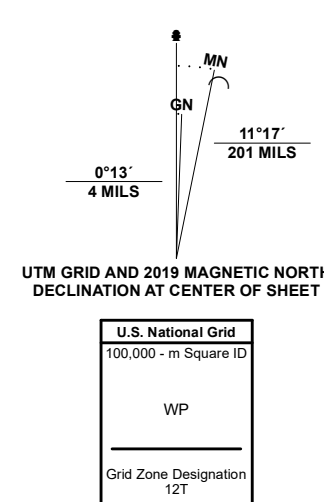 MN
GN
11°17´
201 MILS
0°13´
4 MILS
UTM GRID AND 2019 MAGNETIC NORTH
DECLINATION AT CENTER OF SHEET
U.S. National Grid
100,000 - m Square ID
WP
Grid Zone Designation
12T